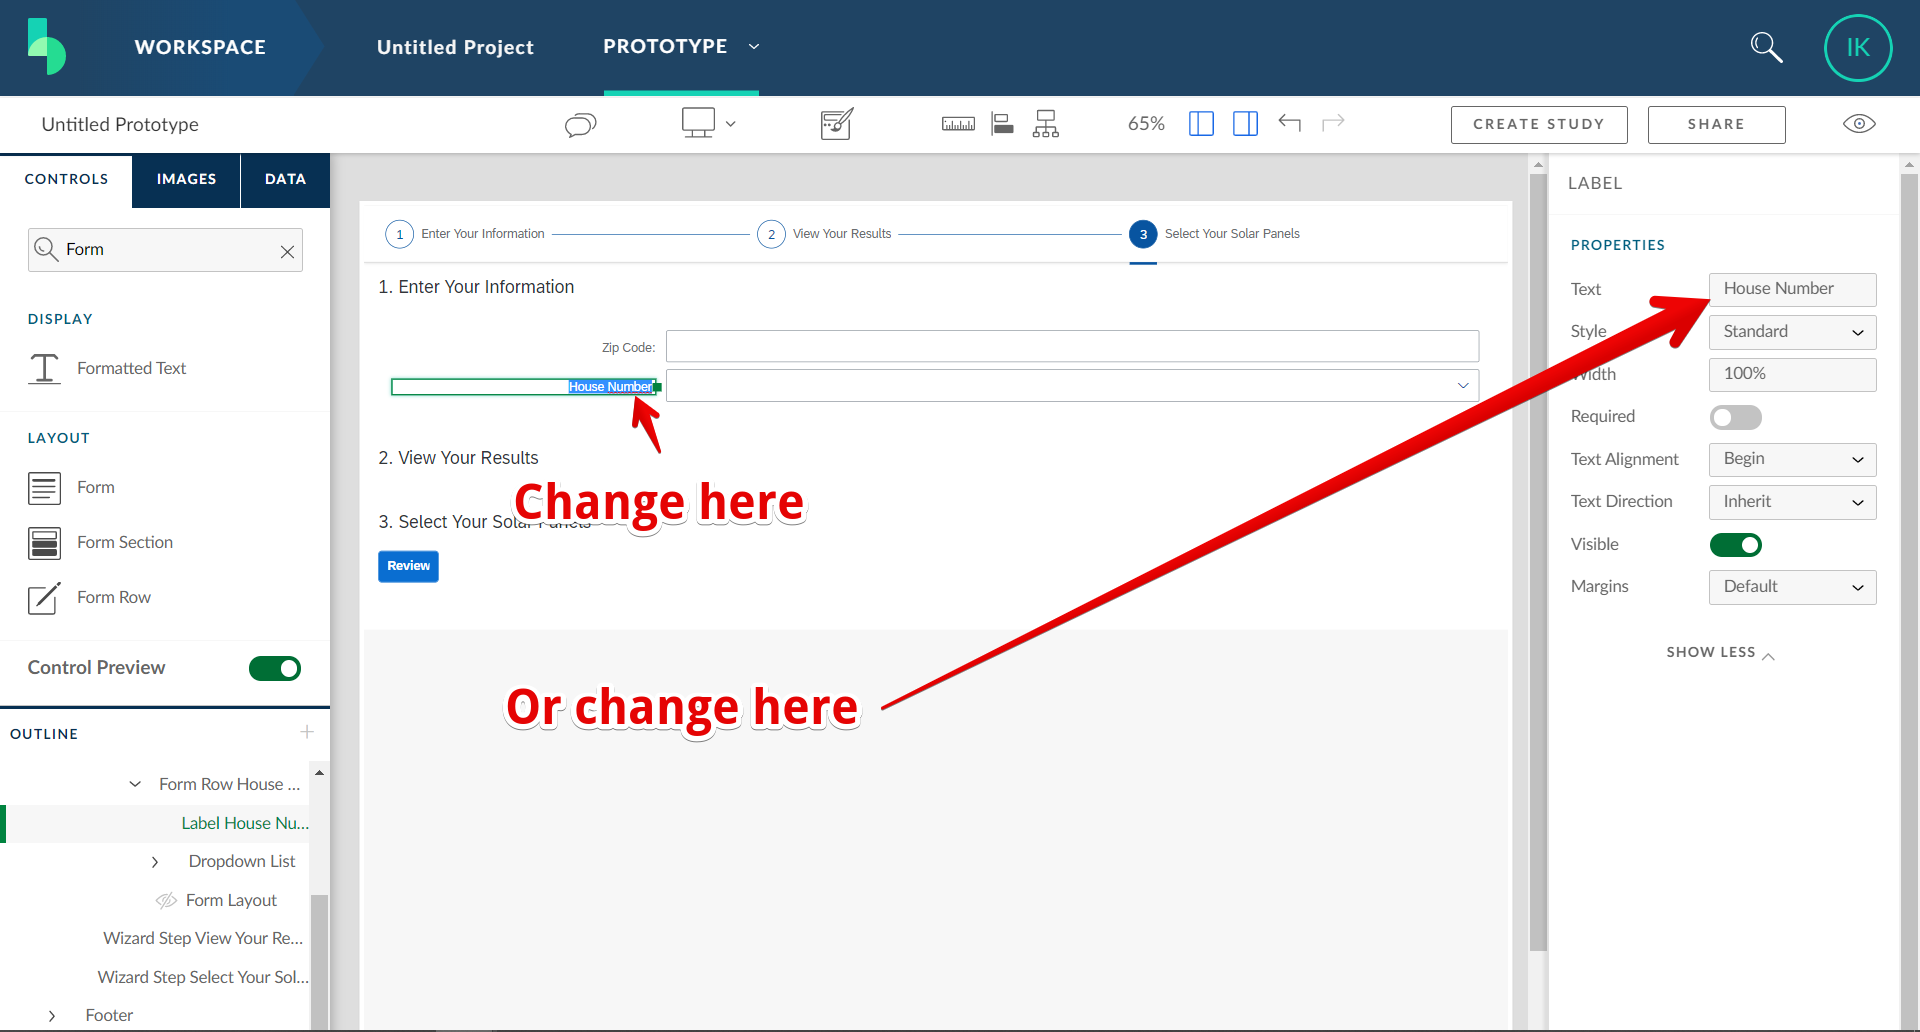 WORKSPACE
Untitled Project
PROTOTYPE
IK
Untitled Prototype
65%
CREATE STUDY
SHARE
CONTROLS
IMAGES
DATA
Form
DISPLAY
Formatted Text
LAYOUT
Form
Form Section
Form Row
Control Preview
OUTLINE
Form Row House ...
Label House Nu...
Dropdown List
Form Layout
Wizard Step View Your Re...
Wizard Step Select Your Sol...
Footer
1 Enter Your Information
2 View Your Results
3 Select Your Solar Panels
1. Enter Your Information
Zip Code:
House Number
2. View Your Results
Change here
3. Select Your Solar Panels
Review
Or change here
LABEL
PROPERTIES
Text House Number
Style Standard
Width 100%
Required
Text Alignment Begin
Text Direction Inherit
Visible
Margins Default
SHOW LESS